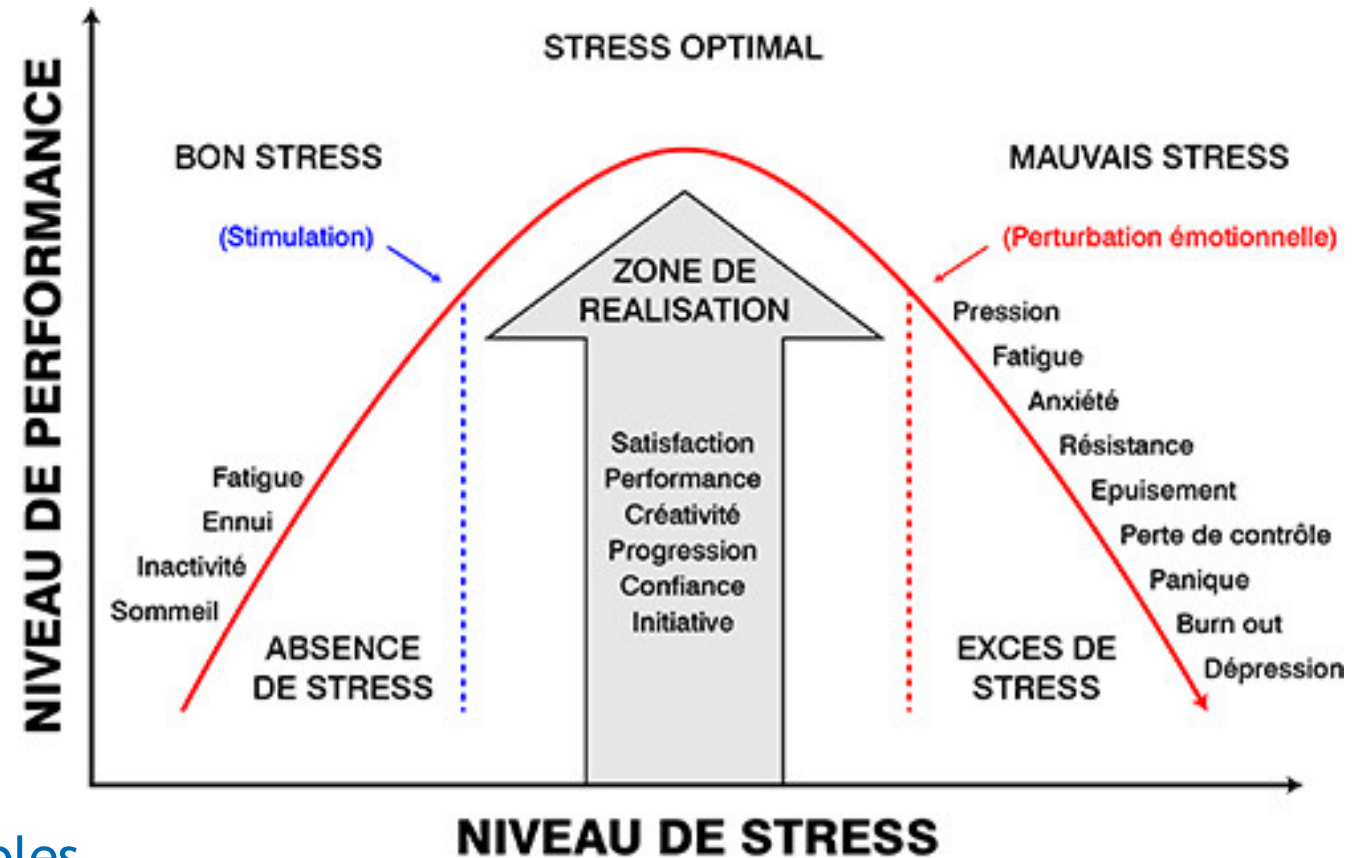 STRESS OPTIMAL
BON STRESS
MAUVAIS STRESS
(Stimulation)
(Perturbation émotionnelle)
ZONE DE
REALISATION
Pression
Fatigue
Anxiété
Résistance
Epuisement
Perte de contrôle
Panique
Burn out
Dépression
Satisfaction
Performance
Créativité
Progression
Confiance
Initiative
Fatigue
Ennui
Inactivité
Sommeil
ABSENCE
DE STRESS
EXCES DE
STRESS
NIVEAU DE PERFORMANCE
NIVEAU DE STRESS